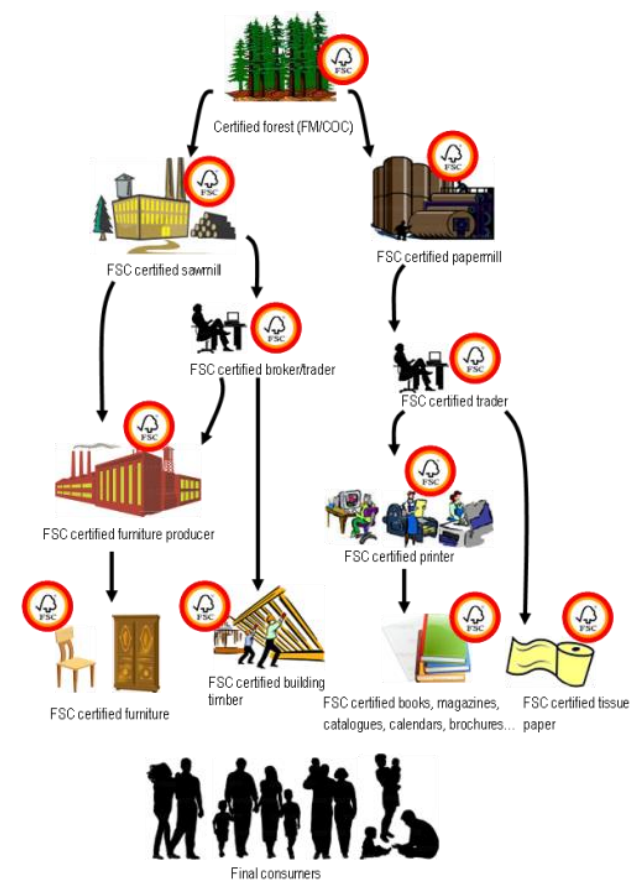 FSC
Certified forest (FM/COC)
FSC
FSC
FSC certified sawmill
FSC certified papermill
FSC
FSC certified broker/trader
FSC
FSC certified trader
FSC
FSC certified furniture producer
FSC
FSC certified printer
FSC
FSC certified furniture
FSC
FSC certified building
timber
FSC
FSC certified books, magazines,
catalogues, calendars, brochures...
FSC
FSC certified tissue
paper
Final consumers